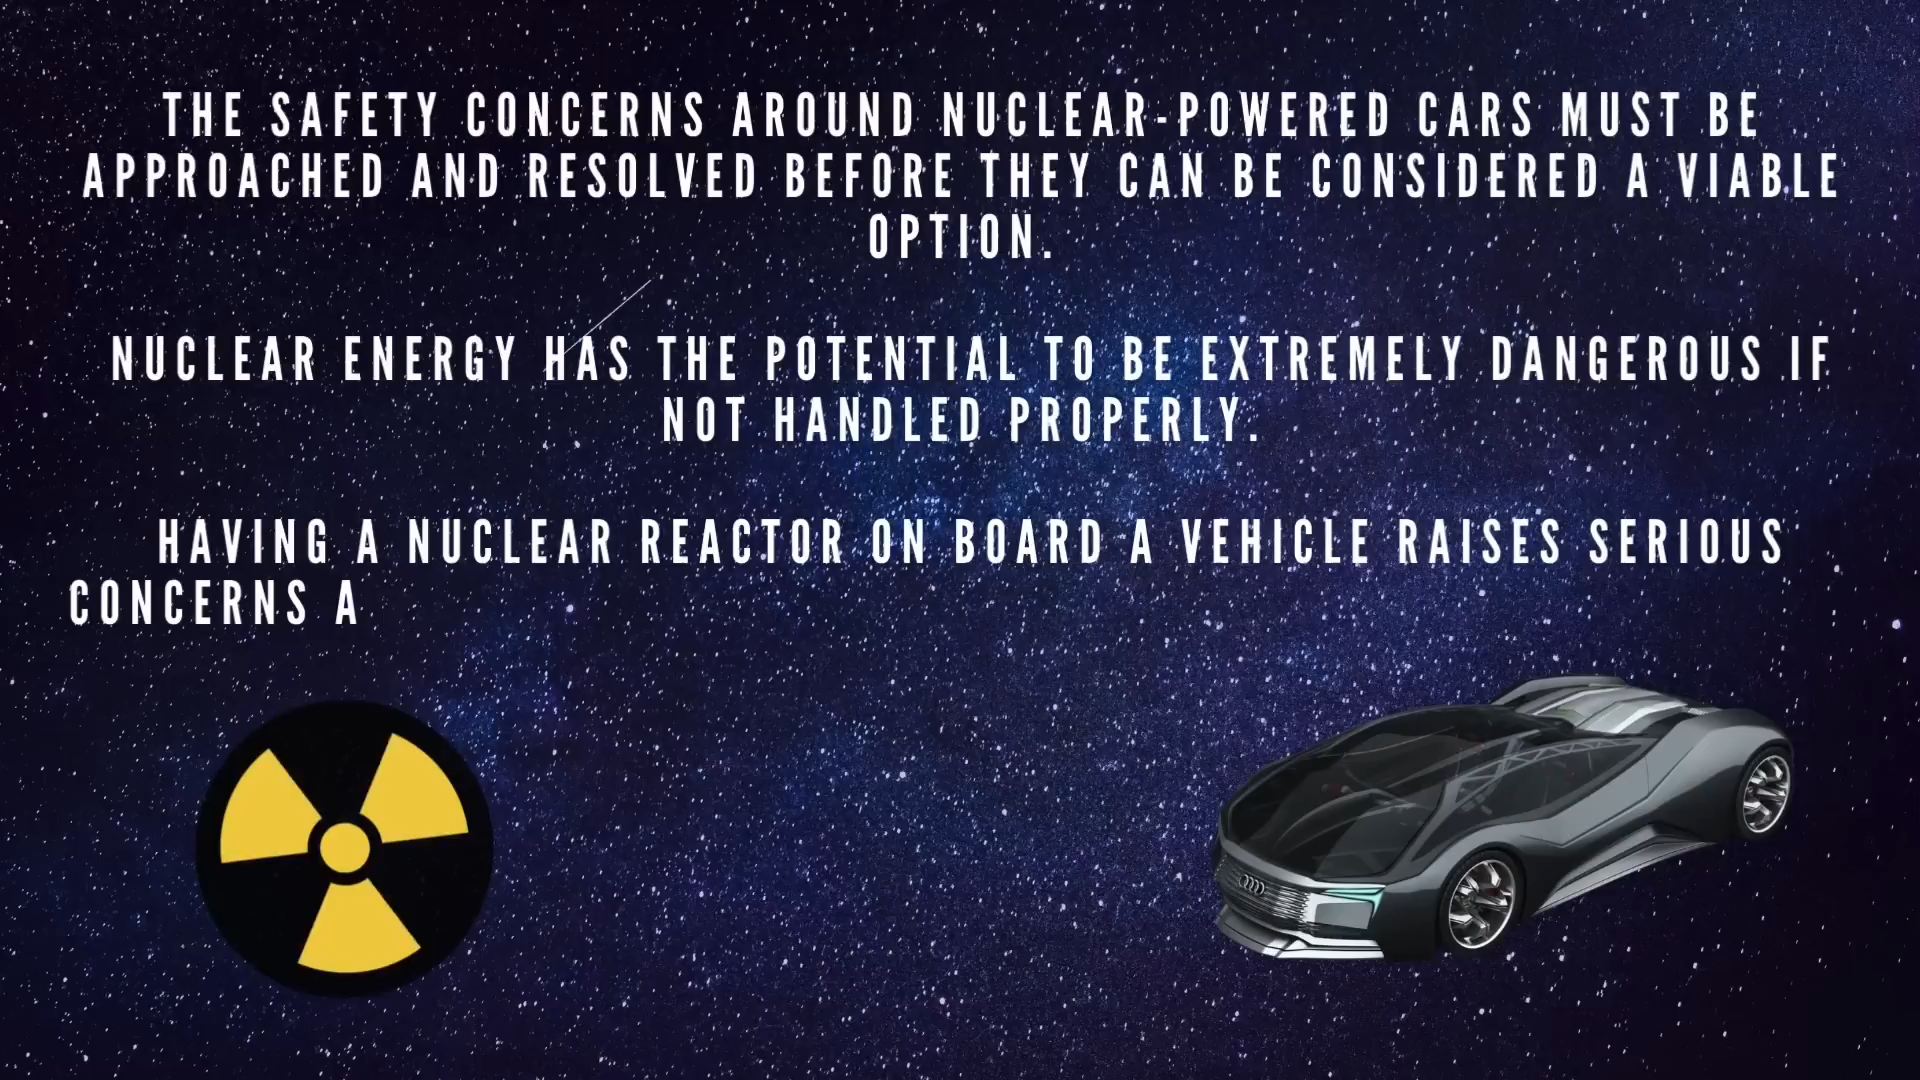 THE SAFETY CONCERNS AROUND NUCLEAR-POWERED CARS MUST BE
APPROACHED AND RESOLVED BEFORE THEY CAN BE CONSIDERED A VIABLE
OPTION.
NUCLEAR ENERGY HAS THE POTENTIAL TO BE EXTREMELY DANGEROUS IF
NOT HANDLED PROPERLY.
HAVING A NUCLEAR REACTOR ON BOARD A VEHICLE RAISES SERIOUS
CONCERNS A